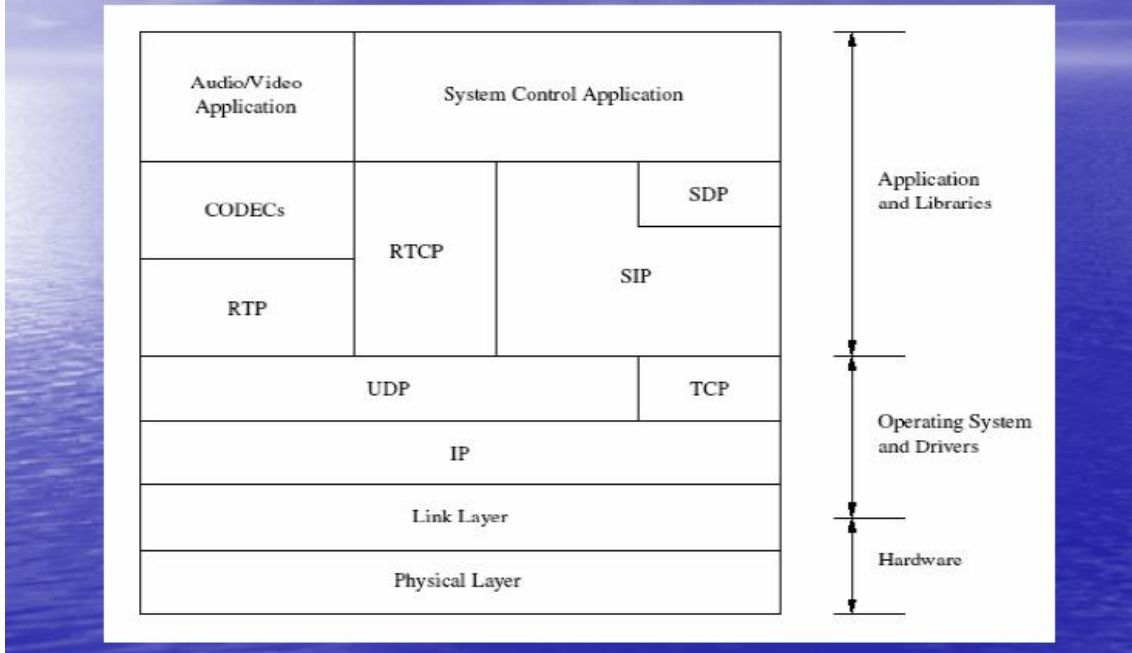 Audio/Video
Application
System Control Application
CODECs
RTP
RTCP
SDP
SIP
UDP
TCP
IP
Link Layer
Physical Layer
Application
and Libraries
Operating System
and Drivers
Hardware